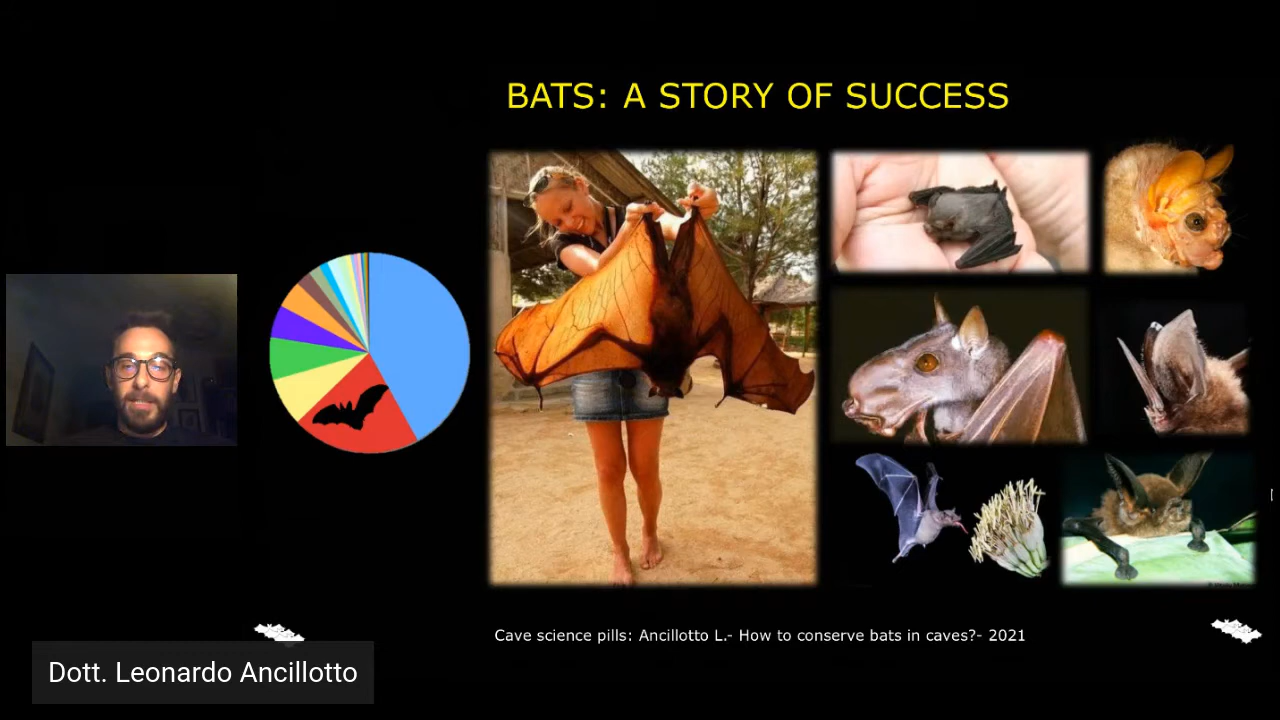 BATS: A STORY OF SUCCESS
Cave science pills: Ancillotto L.- How to conserve bats in caves?- 2021
Dott. Leonardo Ancillotto